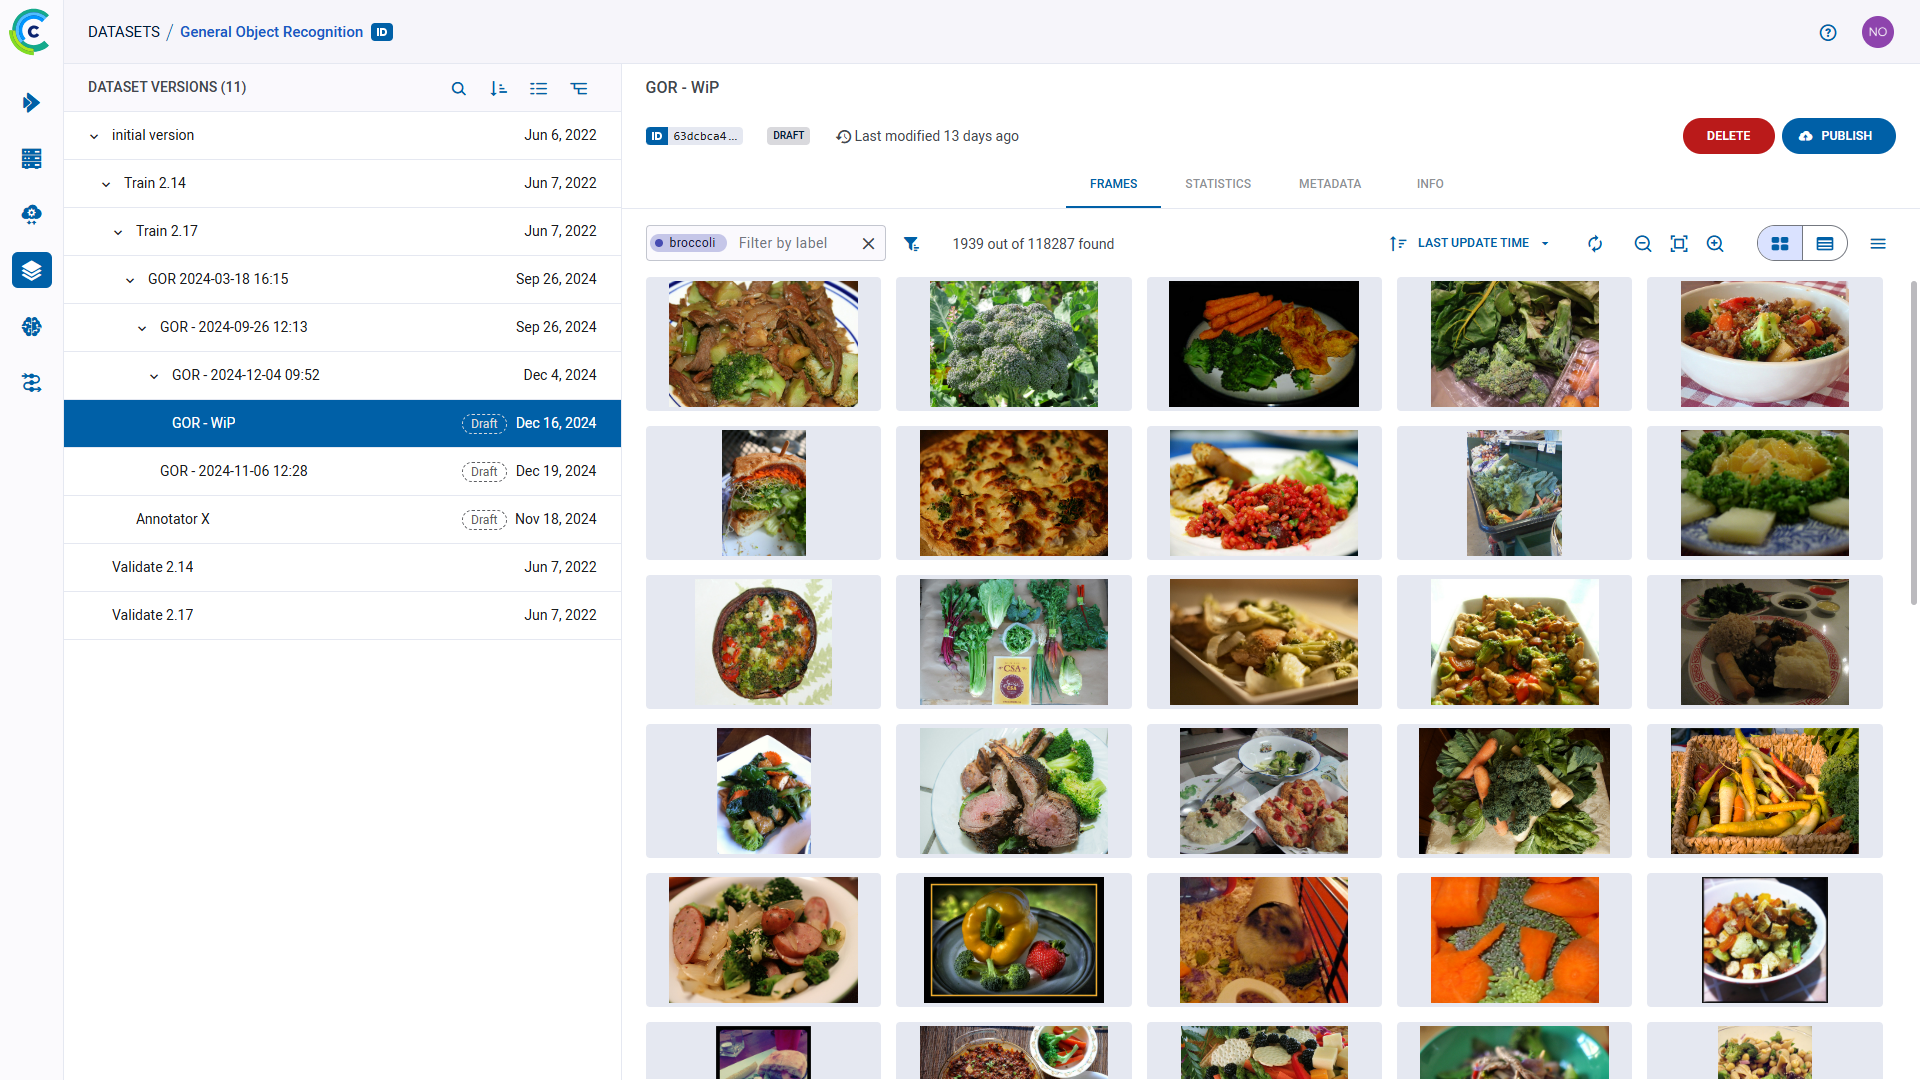 DATASETS / General Object Recognition ID
NO
DATASET VERSIONS (11)
initial version Jun 6, 2022
Train 2.14 Jun 7, 2022
Train 2.17 Jun 7, 2022
GOR 2024-03-18 16:15 Sep 26, 2024
GOR - 2024-09-26 12:13 Sep 26, 2024
GOR - 2024-12-04 09:52 Dec 4, 2024
GOR - WiP Draft Dec 16, 2024
GOR - 2024-11-06 12:28 Draft Dec 19, 2024
Annotator X Draft Nov 18, 2024
Validate 2.14 Jun 7, 2022
Validate 2.17 Jun 7, 2022
GOR - WiP
ID 63dcbca4... DRAFT Last modified 13 days ago DELETE PUBLISH
FRAMES STATISTICS METADATA INFO
broccoli Filter by label 1939 out of 118287 found LAST UPDATE TIME
CSA
CSA